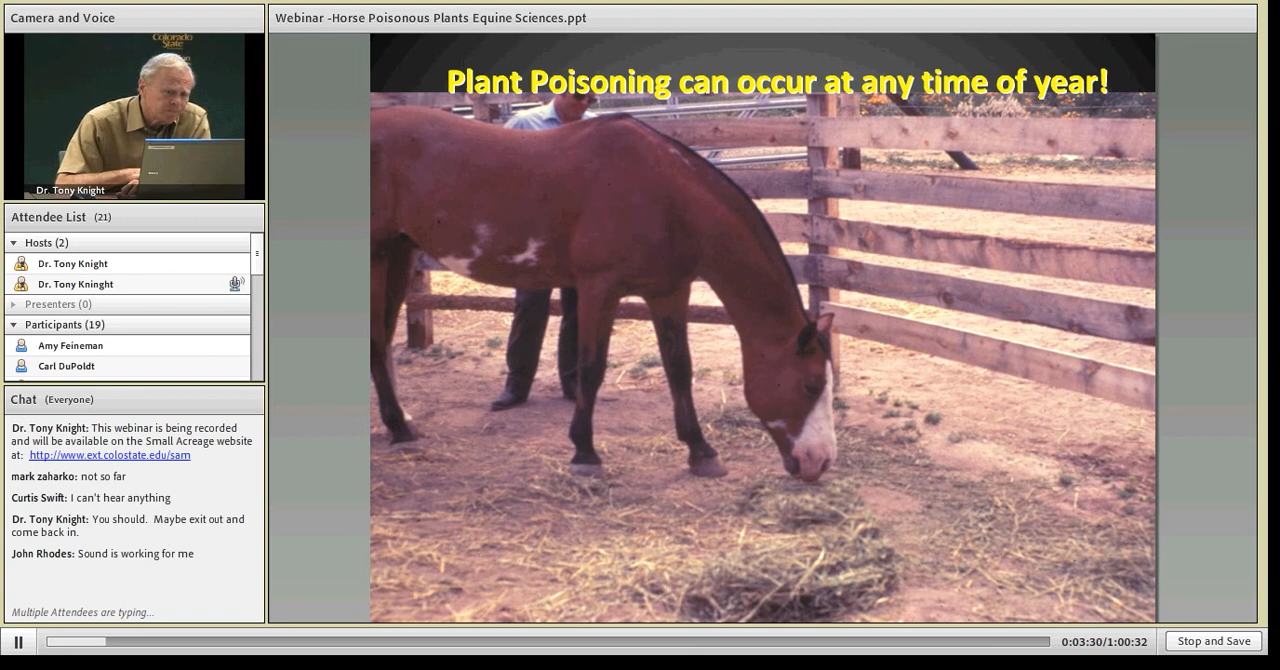 Camera and Voice
Colorado
State
Dr. Tony Knight
Attendee List (21)
Hosts (2)
Dr. Tony Knight
Dr. Tony Kninght
Presenters (0)
Participants (19)
Amy Feineman
Carl DuPoldt
Chat (Everyone)
Dr. Tony Knight: This webinar is being recorded
and will be available on the Small Acreage website
at: http://www.ext.colostate.edu/sam
mark zaharko: not so far
Curtis Swift: I can't hear anything
Dr. Tony Knight: You should. Maybe exit out and
come back in.
John Rhodes: Sound is working for me
Multiple Attendees are typing...
Webinar -Horse Poisonous Plants Equine Sciences.ppt
Plant Poisoning can occur at any time of year!
0:03:30/1:00:32
Stop and Save